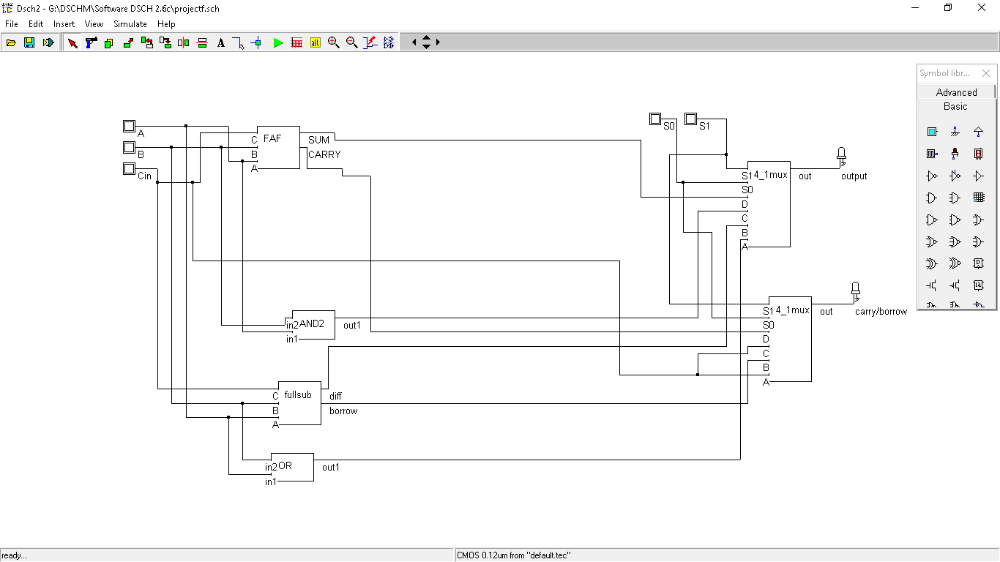 Dsch2 - G:\DSCHM\Software DSCH 2.6c\projectf.sch
File Edit Insert View Simulate Help
A
Symbol libr...
Advanced
Basic
A
B
Cin
C
B
A
FAF
SUM
CARRY
S0
S1
S1
S0
D
C
B
A
4_1mux
out
output
S1
S0
D
C
B
A
4_1mux
out
carry/borrow
in2
in1
AND2
out1
C
B
A
fullsub
diff
borrow
in2
in1
OR
out1
ready...
CMOS 0.12um from "default.tec"